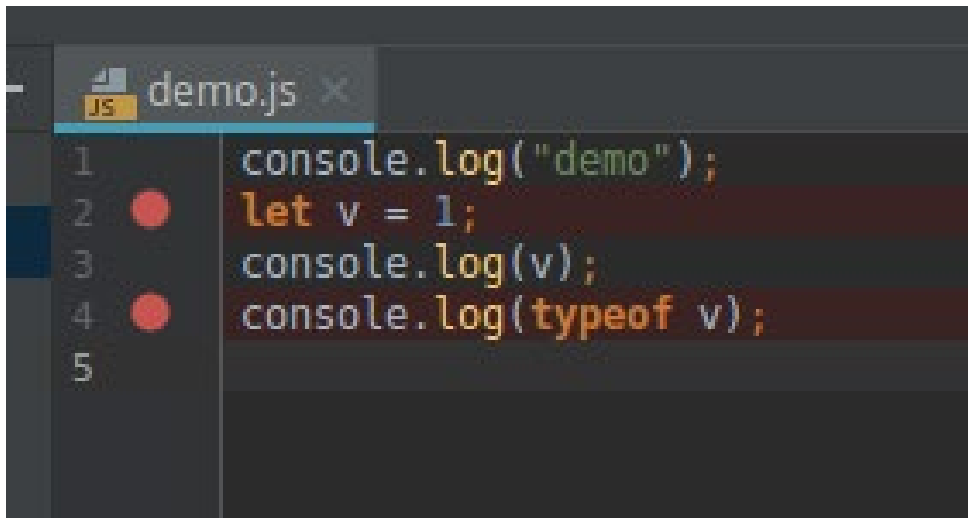 demo.js
JS
1 console.log("demo");
2 let v = 1;
3 console.log(v);
4 console.log(typeof v);
5